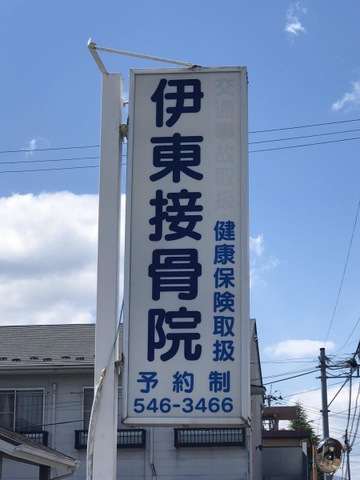 伊東接骨院
交通事故取扱
健康保険取扱
予約制
546-3466